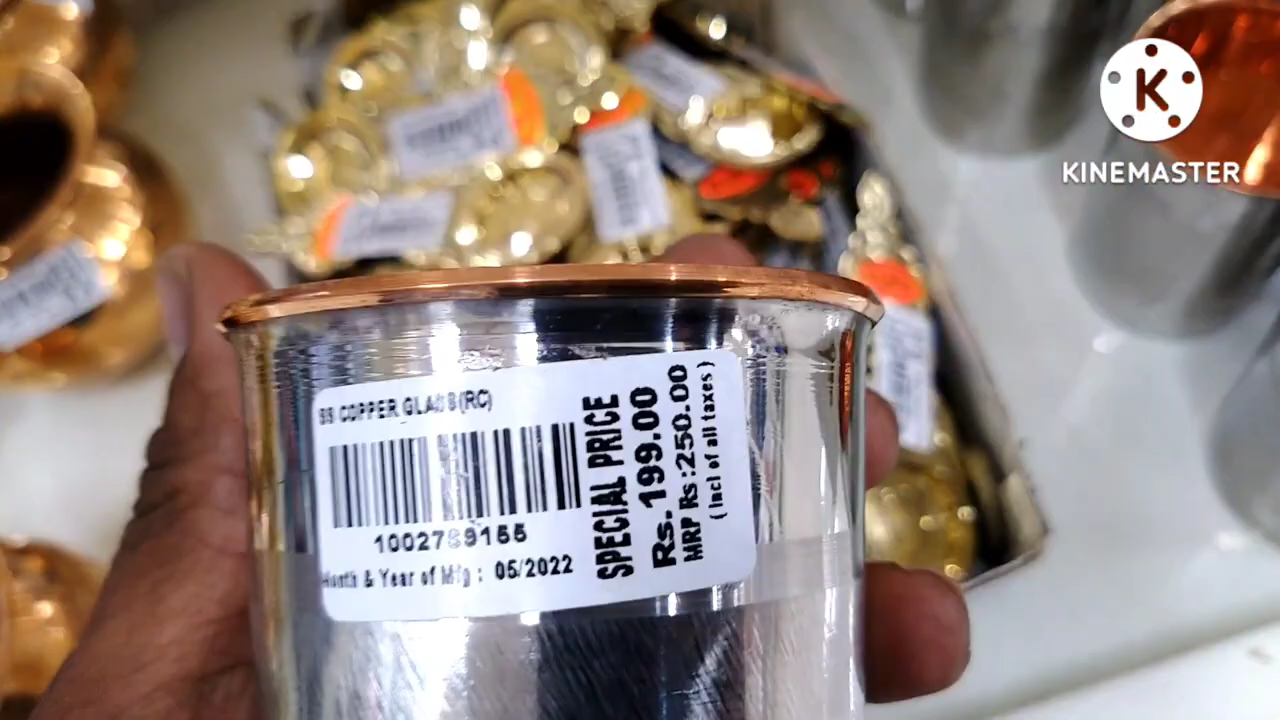 SS COPPER GLASS(RC)
1002789155
Month & Year of Mfg : 05/2022
SPECIAL PRICE
Rs. 199.00
MRP Rs :250.00
( Incl of all taxes )
K
KINEMASTER